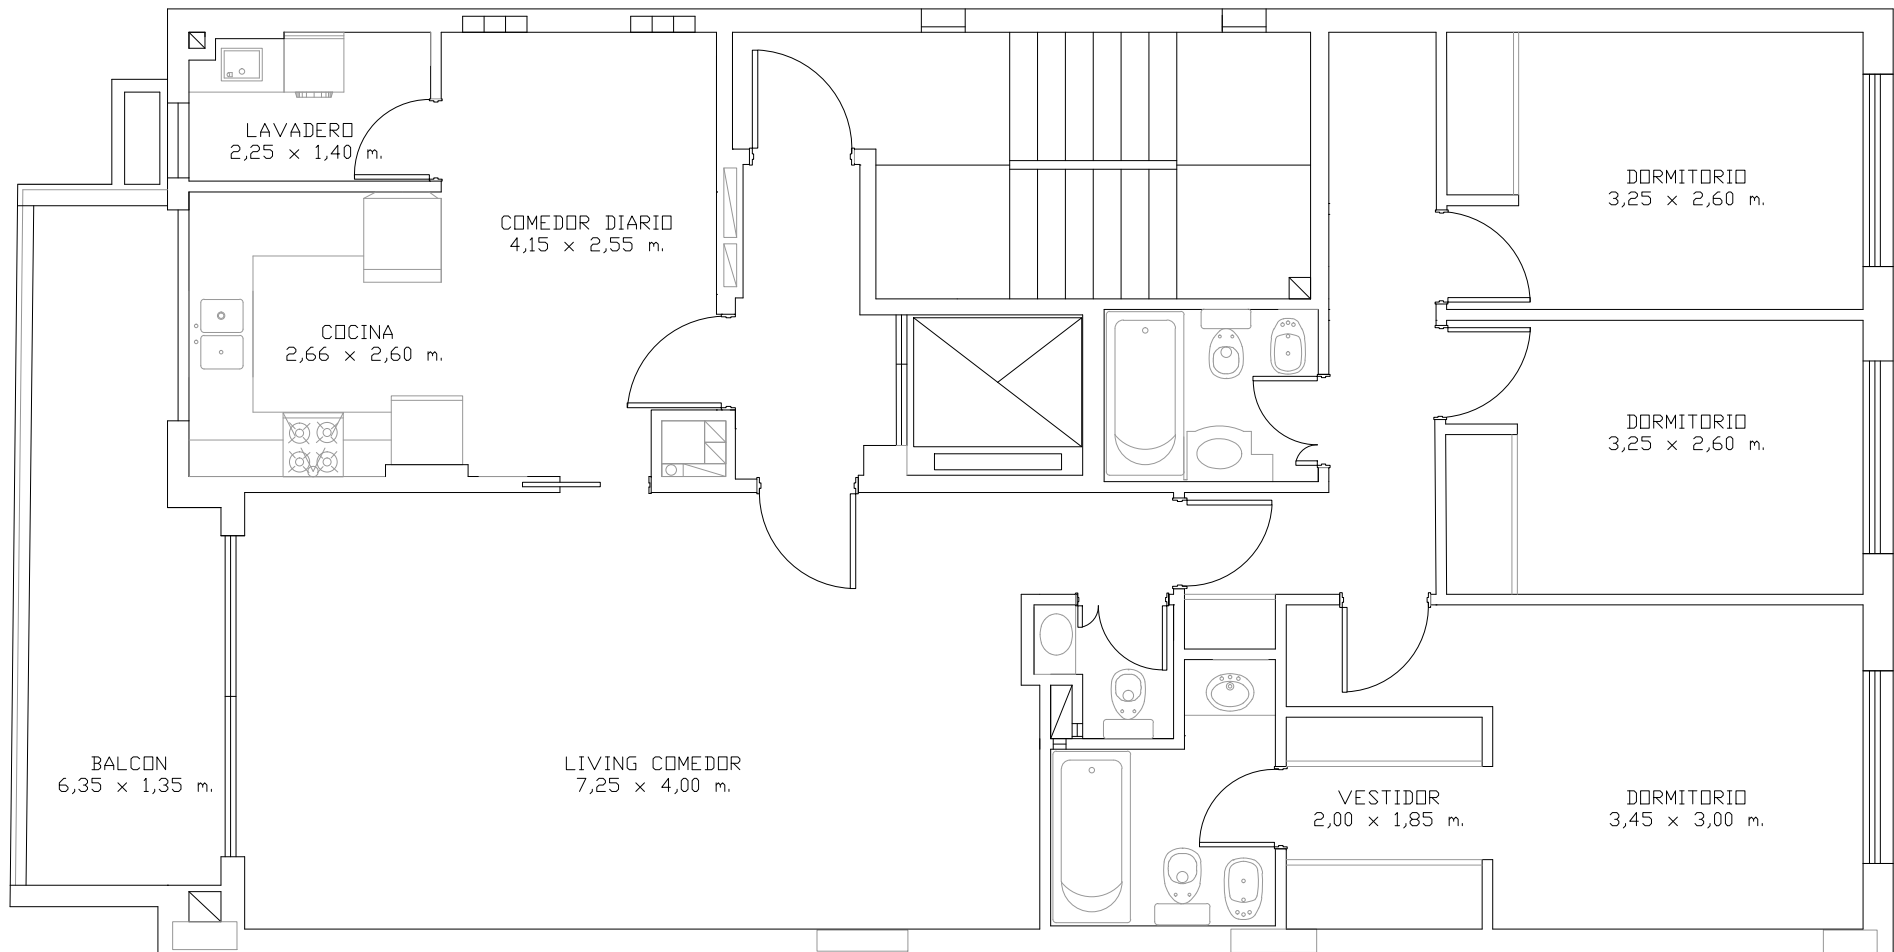 LAVADERO
2,25 x 1,40 m.
DORMITORIO
3,25 x 2,60 m.
COMEDOR DIARIO
4,15 x 2,55 m.
COCINA
2,66 x 2,60 m.
DORMITORIO
3,25 x 2,60 m.
BALCON
6,35 x 1,35 m.
LIVING COMEDOR
7,25 x 4,00 m.
VESTIDOR
2,00 x 1,85 m.
DORMITORIO
3,45 x 3,00 m.